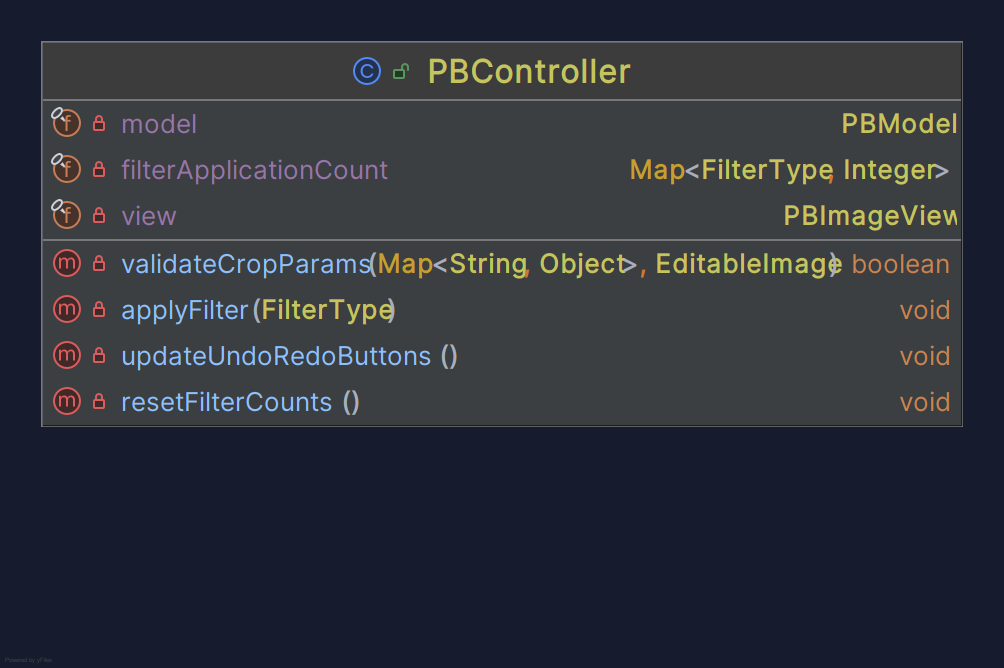 PBController
model PBModel
filterApplicationCount Map<FilterType, Integer>
view PBImageView
validateCropParams(Map<String, Object>, EditableImage) boolean
applyFilter(FilterType) void
updateUndoRedoButtons () void
resetFilterCounts () void
Powered by yFiles